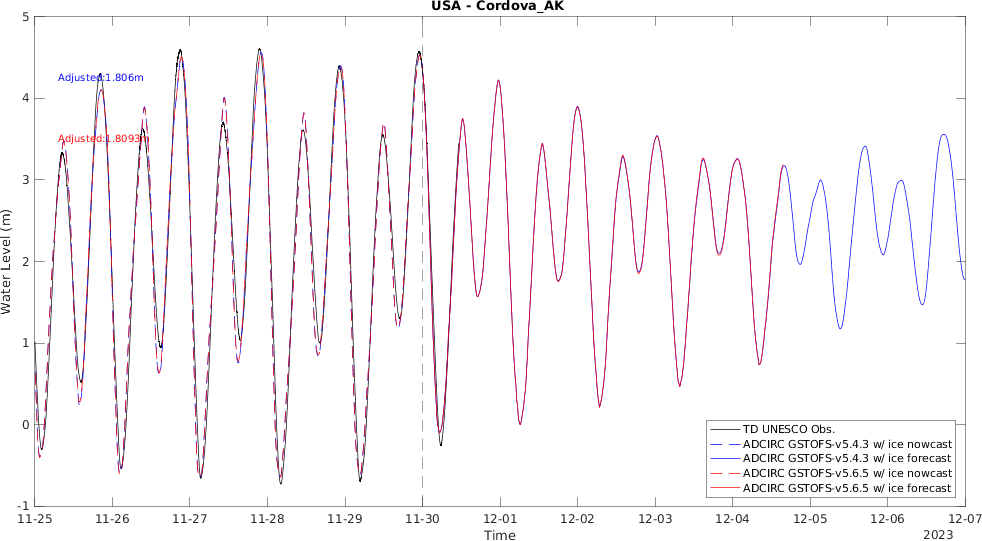 USA - Cordova_AK
5
Adjusted:1.806m
4
Adjusted:1.8093m
3
2
1
0
-1
Water Level (m)
TD UNESCO Obs.
ADCIRC GSTOFS-v5.4.3 w/ ice nowcast
ADCIRC GSTOFS-v5.4.3 w/ ice forecast
ADCIRC GSTOFS-v5.6.5 w/ ice nowcast
ADCIRC GSTOFS-v5.6.5 w/ ice forecast
11-25 11-26 11-27 11-28 11-29 11-30 12-01 12-02 12-03 12-04 12-05 12-06 12-07
Time
2023